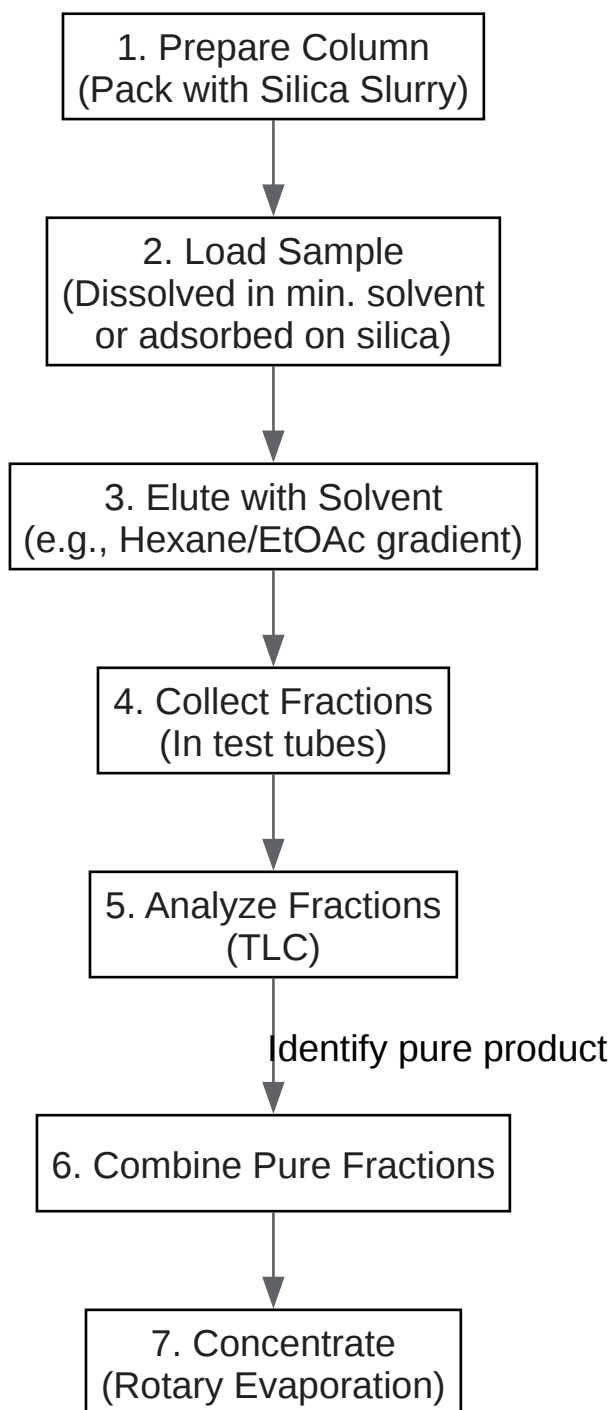 1. Prepare Column
(Pack with Silica Slurry)
2. Load Sample
(Dissolved in min. solvent
or adsorbed on silica)
3. Elute with Solvent
(e.g., Hexane/EtOAc gradient)
4. Collect Fractions
(In test tubes)
5. Analyze Fractions
(TLC)
Identify pure product
6. Combine Pure Fractions
7. Concentrate
(Rotary Evaporation)